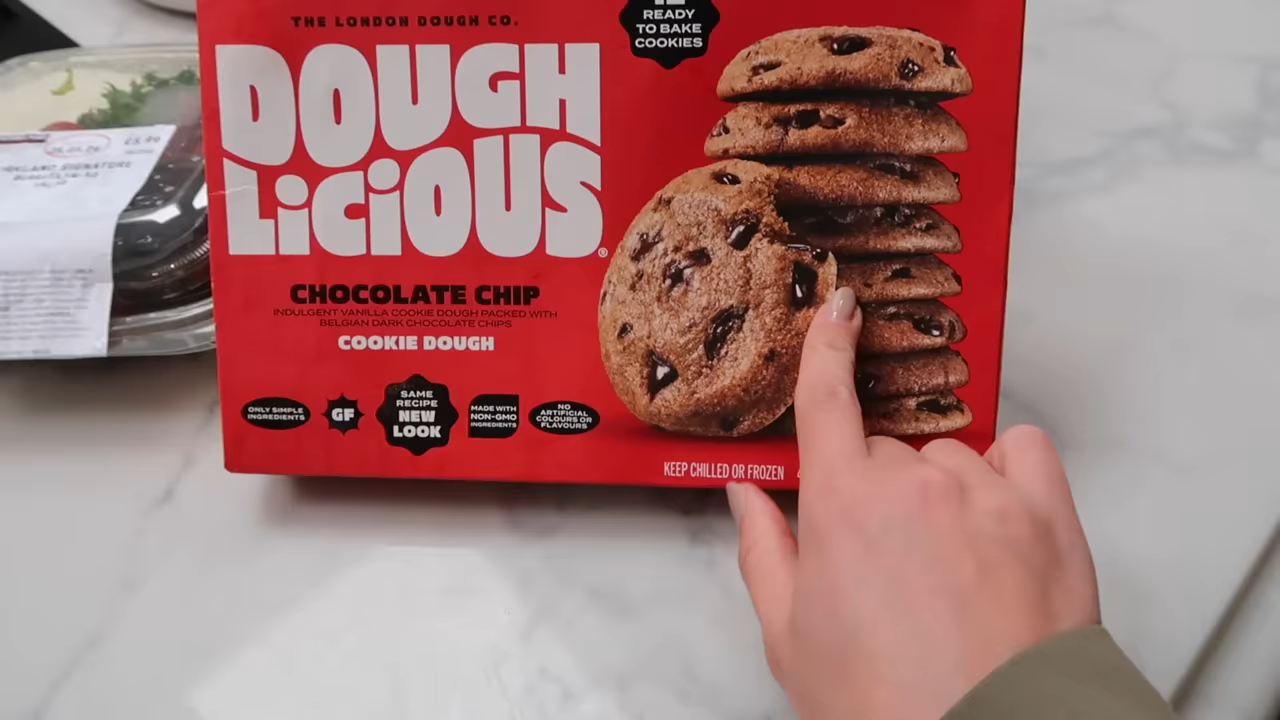 THE LONDON DOUGH CO.
DOUGH
LiCiOUS®
CHOCOLATE CHIP
INDULGENT VANILLA COOKIE DOUGH PACKED WITH
BELGIAN DARK CHOCOLATE CHIPS
COOKIE DOUGH
ONLY SIMPLE
INGREDIENTS
GF
SAME
RECIPE
NEW
LOOK
MADE WITH
NON-GMO
INGREDIENTS
NO
ARTIFICIAL
COLOURS OR
FLAVOURS
READY
TO BAKE
COOKIES
KEEP CHILLED OR FROZEN
SIGNATURE